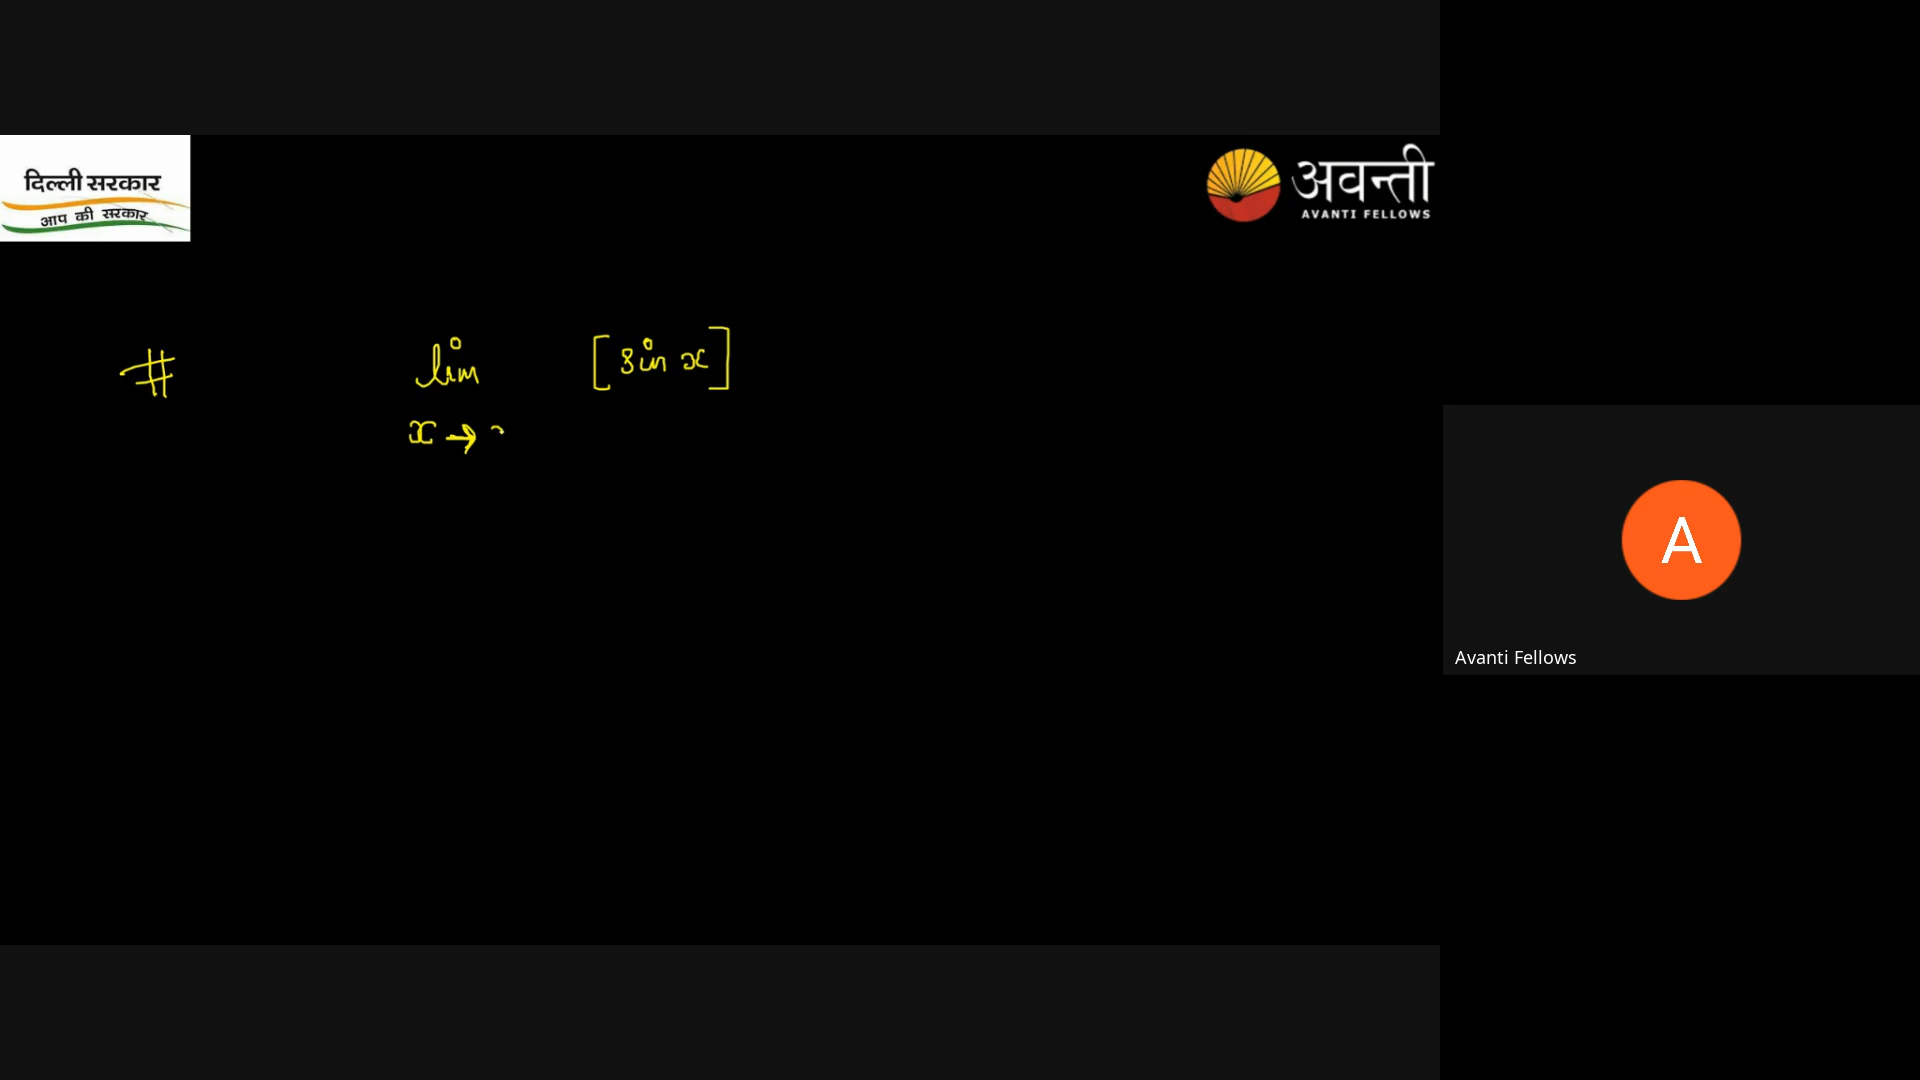 दिल्ली सरकार
आप की सरकार
अवन्ती
AVANTI FELLOWS
# lim [sin x]
x →
A
Avanti Fellows